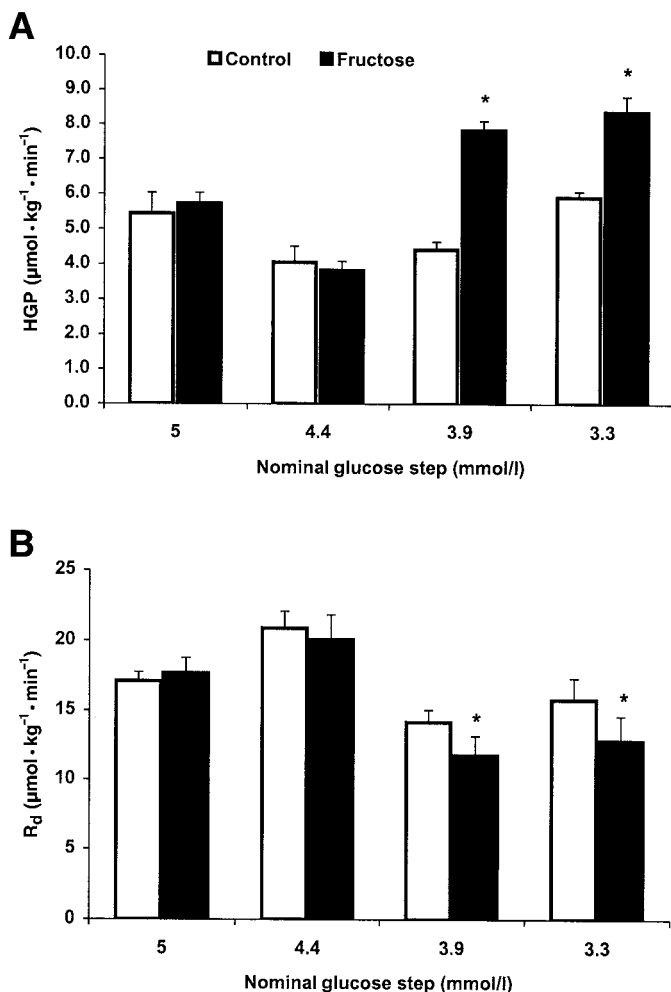 A
10.0
9.0
8.0
7.0
6.0
5.0
4.0
3.0
2.0
1.0
0.0
HGP (µmol · kg⁻¹ · min⁻¹)
Control Fructose
*
*
5 4.4 3.9 3.3
Nominal glucose step (mmol/l)
B
25
20
15
10
5
0
Rd (µmol · kg⁻¹ · min⁻¹)
*
*
5 4.4 3.9 3.3
Nominal glucose step (mmol/l)